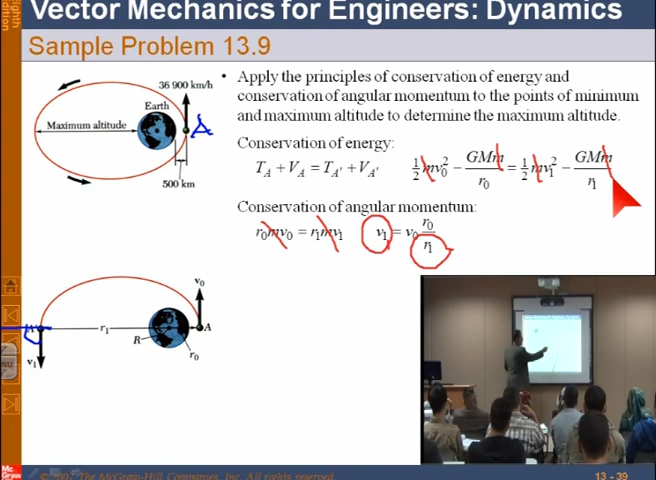 Vector Mechanics for Engineers: Dynamics
Eighth
Edition
Sample Problem 13.9
36 900 km/h
Earth
Maximum altitude
A
500 km
• Apply the principles of conservation of energy and
conservation of angular momentum to the points of minimum
and maximum altitude to determine the maximum altitude.
Conservation of energy:
T_A + V_A = T_A' + V_A'   ½mv₀² − GMm/r₀ = ½mv₁² − GMm/r₁
Conservation of angular momentum:
r₀mv₀ = r₁mv₁   v₁ = v₀ r₀/r₁
v₀
A'
r₁
A
R
r₀
v₁
Mc
Graw
© 2007 The McGraw-Hill Companies, Inc. All rights reserved.
13 - 39